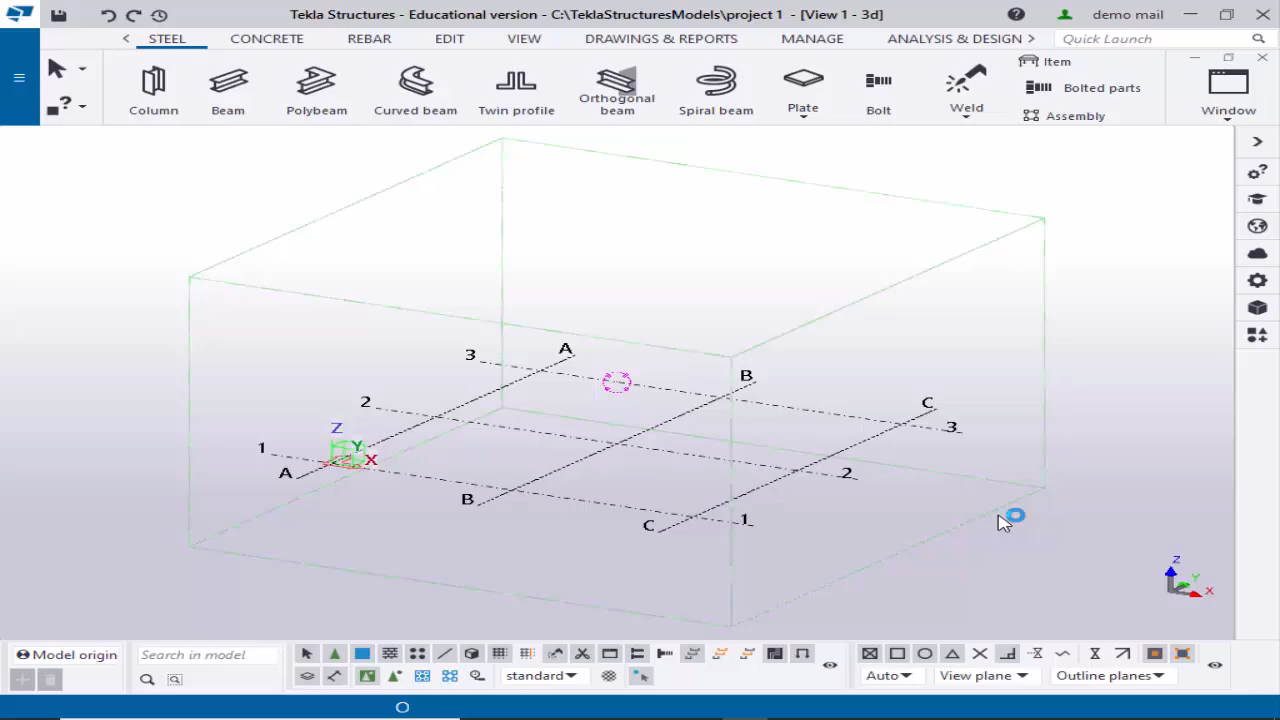 Tekla Structures - Educational version - C:\TeklaStructuresModels\project 1 - [View 1 - 3d]
demo mail
STEEL CONCRETE REBAR EDIT VIEW DRAWINGS & REPORTS MANAGE ANALYSIS & DESIGN
Quick Launch
Column
Beam
Polybeam
Curved beam
Twin profile
Orthogonal
beam
Spiral beam
Plate
Bolt
Weld
Item
Bolted parts
Assembly
Window
A
3
B
2
C
3
Z
Y
1
X
A
2
B
1
C
Z
Y
X
Model origin
Search in model
standard
Auto
View plane
Outline planes